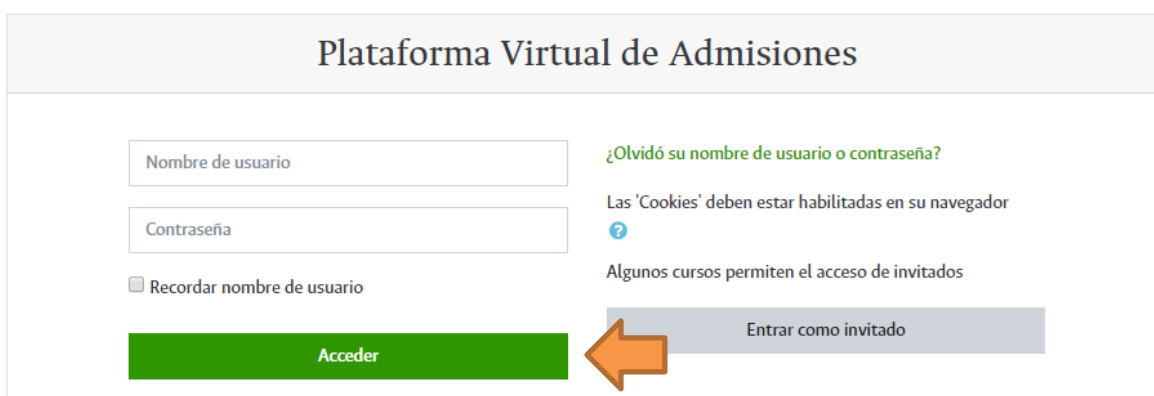 Plataforma Virtual de Admisiones
Nombre de usuario
Contraseña
Recordar nombre de usuario
Acceder
¿Olvidó su nombre de usuario o contraseña?
Las 'Cookies' deben estar habilitadas en su navegador
?
Algunos cursos permiten el acceso de invitados
Entrar como invitado